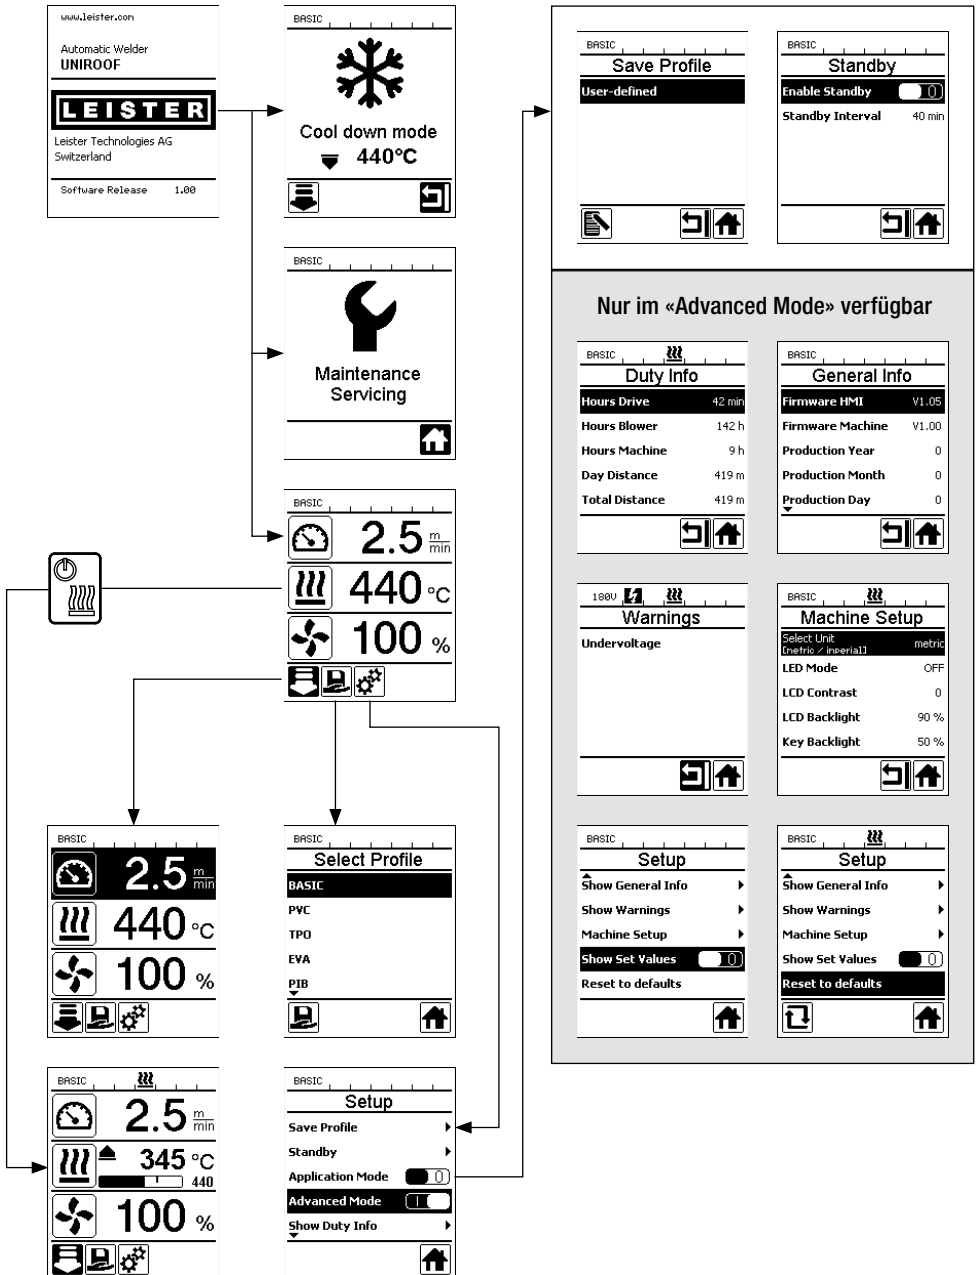 www.leister.com
Automatic Welder
UNIROOF
LEISTER
Leister Technologies AG
Switzerland
Software Release 1.00
BASIC
Cool down mode
440°C
BASIC
Maintenance
Servicing
BASIC
2.5 m/min
440 °C
100 %
BASIC
2.5 m/min
440 °C
100 %
BASIC
Select Profile
BASIC
PVC
TPO
EVA
PIB
BASIC
2.5 m/min
345 °C
440
100 %
BASIC
Setup
Save Profile
Standby
Application Mode 0
Advanced Mode I
Show Duty Info
BASIC
Save Profile
User-defined
BASIC
Standby
Enable Standby 0
Standby Interval 40 min
Nur im «Advanced Mode» verfügbar
BASIC
Duty Info
Hours Drive 42 min
Hours Blower 142 h
Hours Machine 9 h
Day Distance 419 m
Total Distance 419 m
BASIC
General Info
Firmware HMI V1.05
Firmware Machine V1.00
Production Year 0
Production Month 0
Production Day 0
180V
Warnings
Undervoltage
BASIC
Machine Setup
Select Unit metric
[metric / inperial]
LED Mode OFF
LCD Contrast 0
LCD Backlight 90 %
Key Backlight 50 %
BASIC
Setup
Show General Info
Show Warnings
Machine Setup
Show Set Values 0
Reset to defaults
BASIC
Setup
Show General Info
Show Warnings
Machine Setup
Show Set Values 0
Reset to defaults